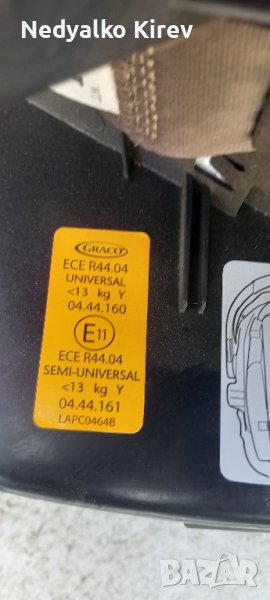 Nedyalko Kirev
GRACO
ECE R44.04
UNIVERSAL
<13 kg Y
04.44.160
E11
ECE R44.04
SEMI-UNIVERSAL
<13 kg Y
04.44.161
LAPC0464B
BAZAR